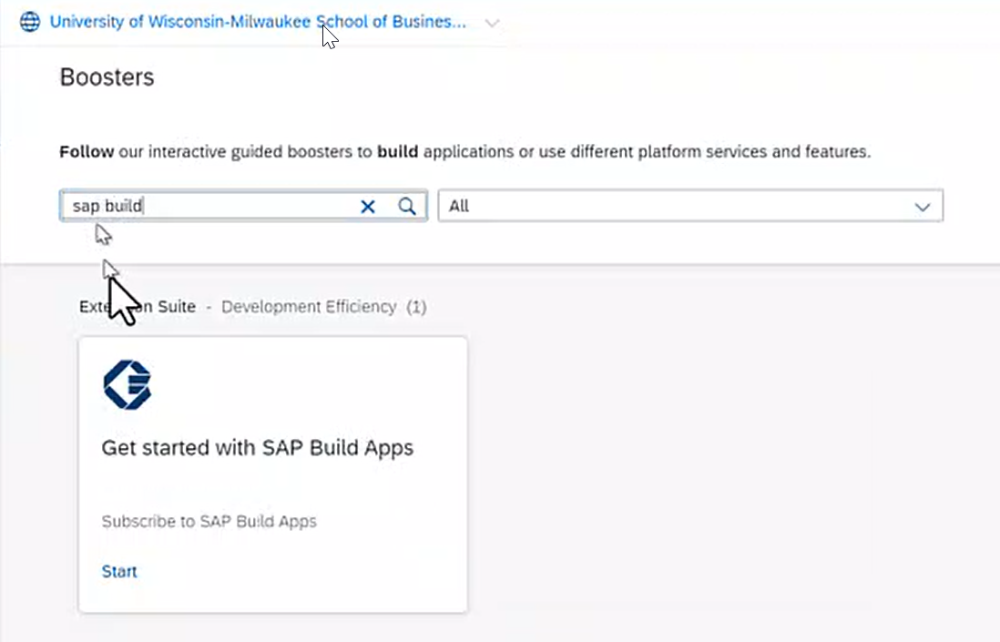 University of Wisconsin-Milwaukee School of Busines...
Boosters
Follow our interactive guided boosters to build applications or use different platform services and features.
sap build
All
Suite - Development Efficiency (1)
Get started with SAP Build Apps
Subscribe to SAP Build Apps
Start